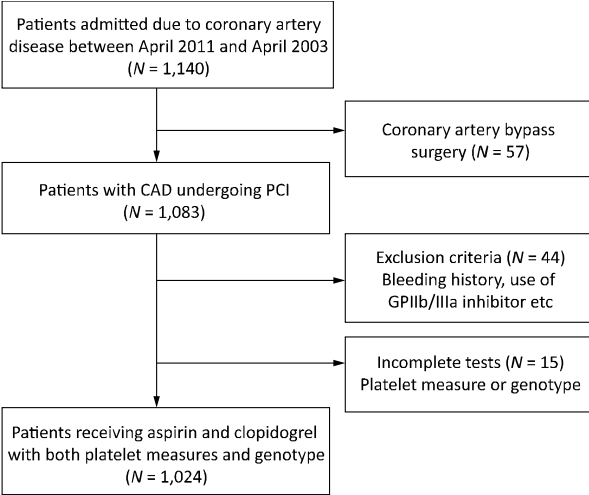 Patients admitted due to coronary artery
disease between April 2011 and April 2003
(N = 1,140)
Coronary artery bypass
surgery (N = 57)
Patients with CAD undergoing PCI
(N = 1,083)
Exclusion criteria (N = 44)
Bleeding history, use of
GPIIb/IIIa inhibitor etc
Incomplete tests (N = 15)
Platelet measure or genotype
Patients receiving aspirin and clopidogrel
with both platelet measures and genotype
(N = 1,024)